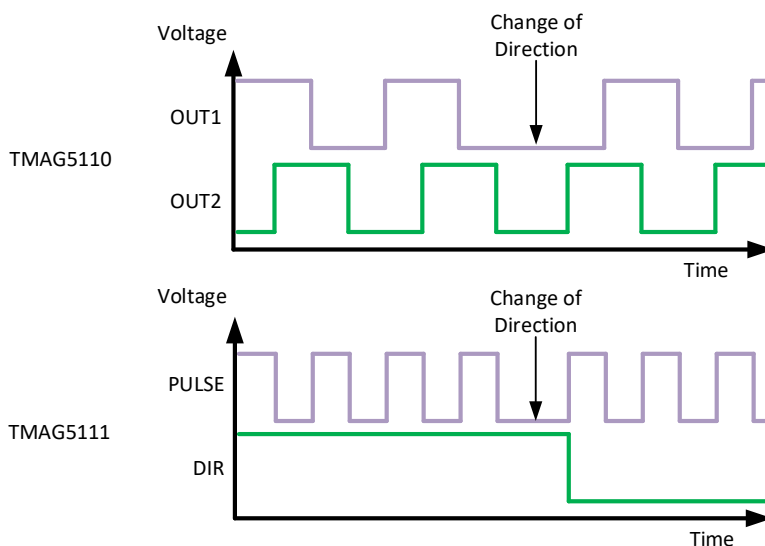 Voltage
Change of
Direction
OUT1
TMAG5110
OUT2
Time
Voltage
Change of
Direction
PULSE
TMAG5111
DIR
Time